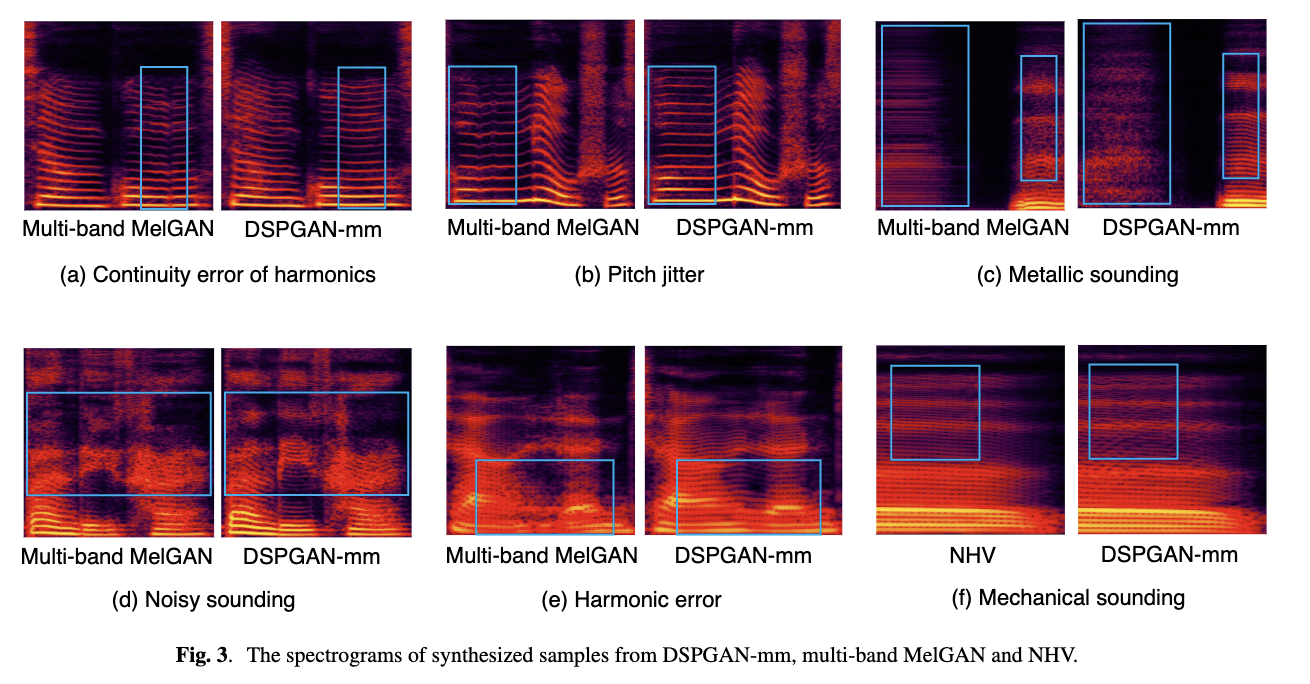 Multi-band MelGAN DSPGAN-mm Multi-band MelGAN DSPGAN-mm Multi-band MelGAN DSPGAN-mm
(a) Continuity error of harmonics (b) Pitch jitter (c) Metallic sounding
Multi-band MelGAN DSPGAN-mm Multi-band MelGAN DSPGAN-mm NHV DSPGAN-mm
(d) Noisy sounding (e) Harmonic error (f) Mechanical sounding
Fig. 3. The spectrograms of synthesized samples from DSPGAN-mm, multi-band MelGAN and NHV.